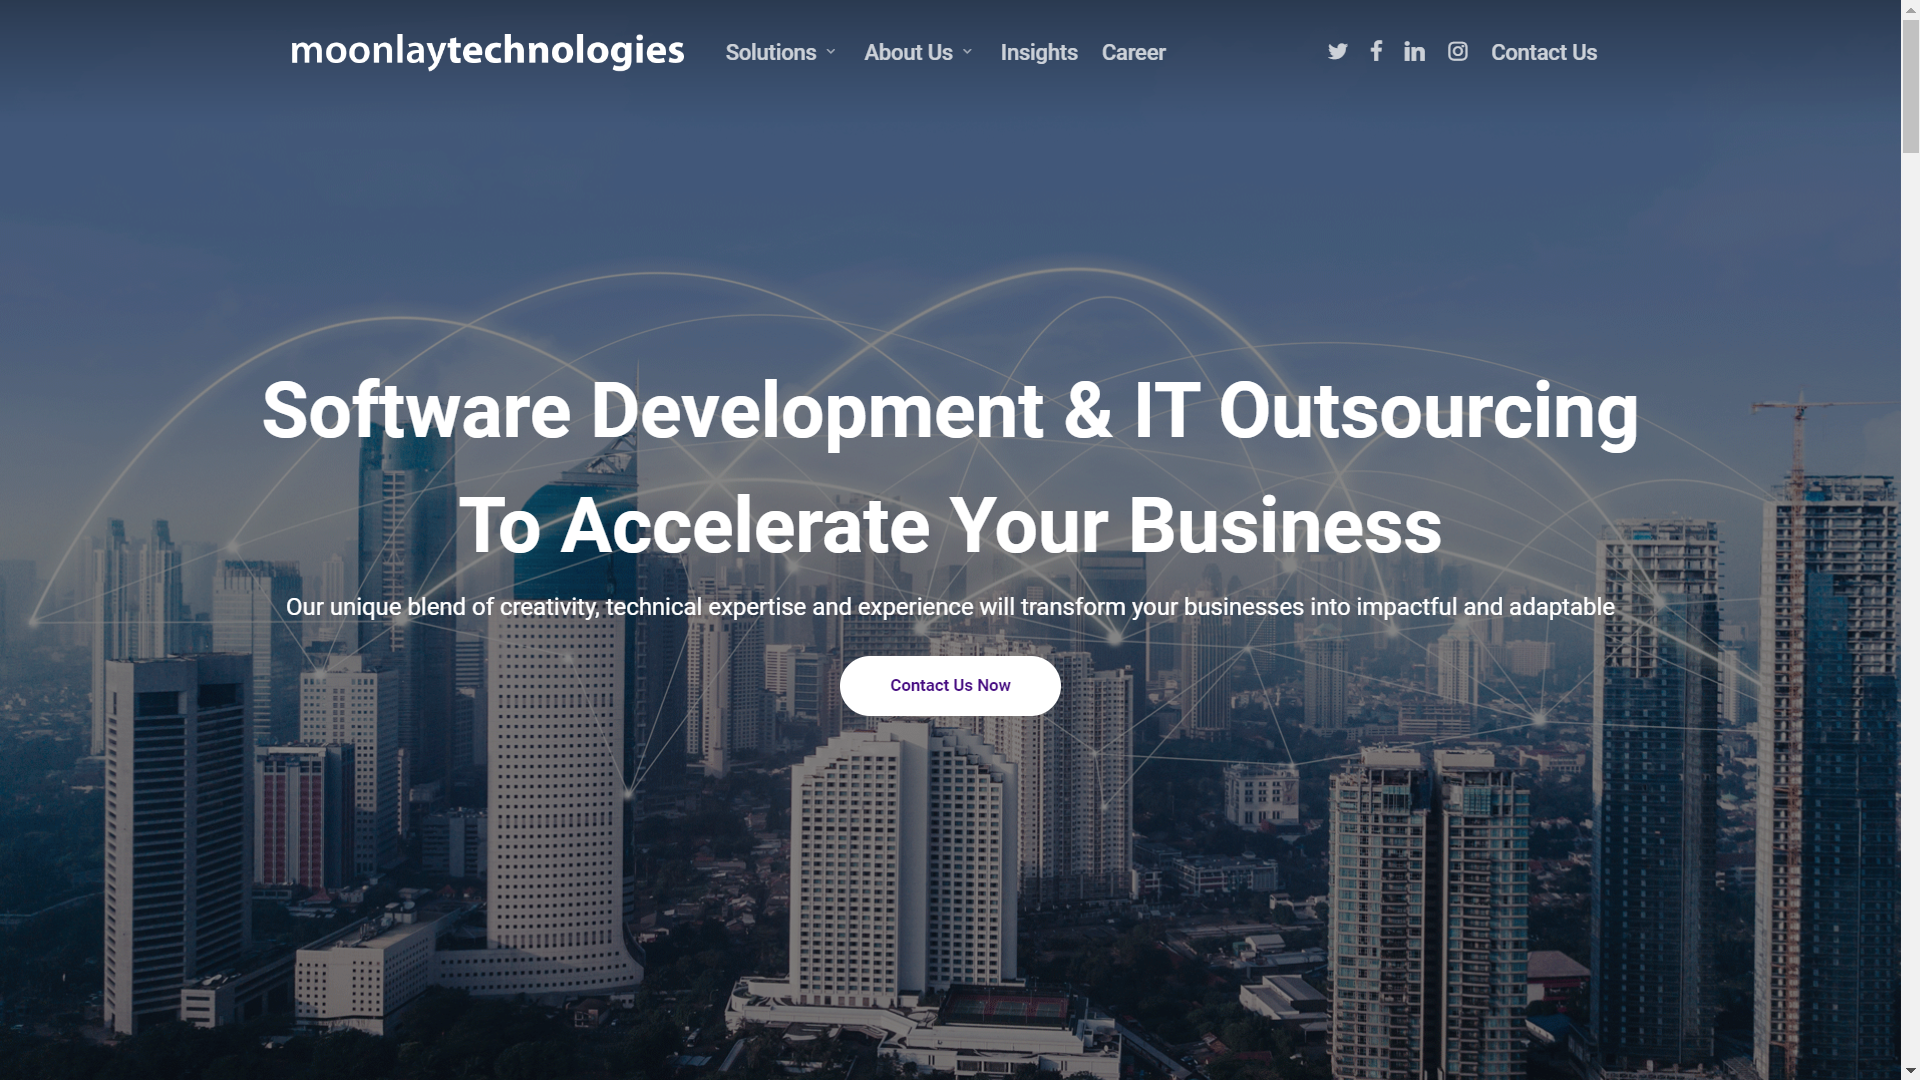 moonlaytechnologies Solutions About Us Insights Career Contact Us
Software Development & IT Outsourcing
To Accelerate Your Business
Our unique blend of creativity, technical expertise and experience will transform your businesses into impactful and adaptable
Contact Us Now